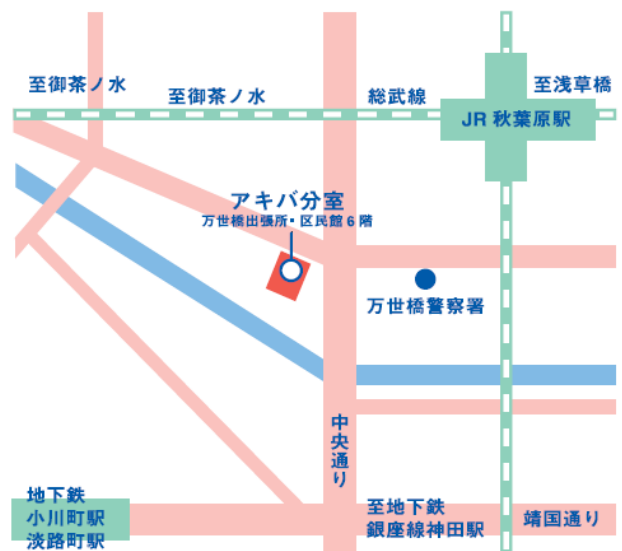 至御茶ノ水
至御茶ノ水
総武線
至浅草橋
JR 秋葉原駅
アキバ分室
万世橋出張所・区民館6階
万世橋警察署
中央通り
地下鉄
小川町駅
淡路町駅
至地下鉄
銀座線神田駅
靖国通り